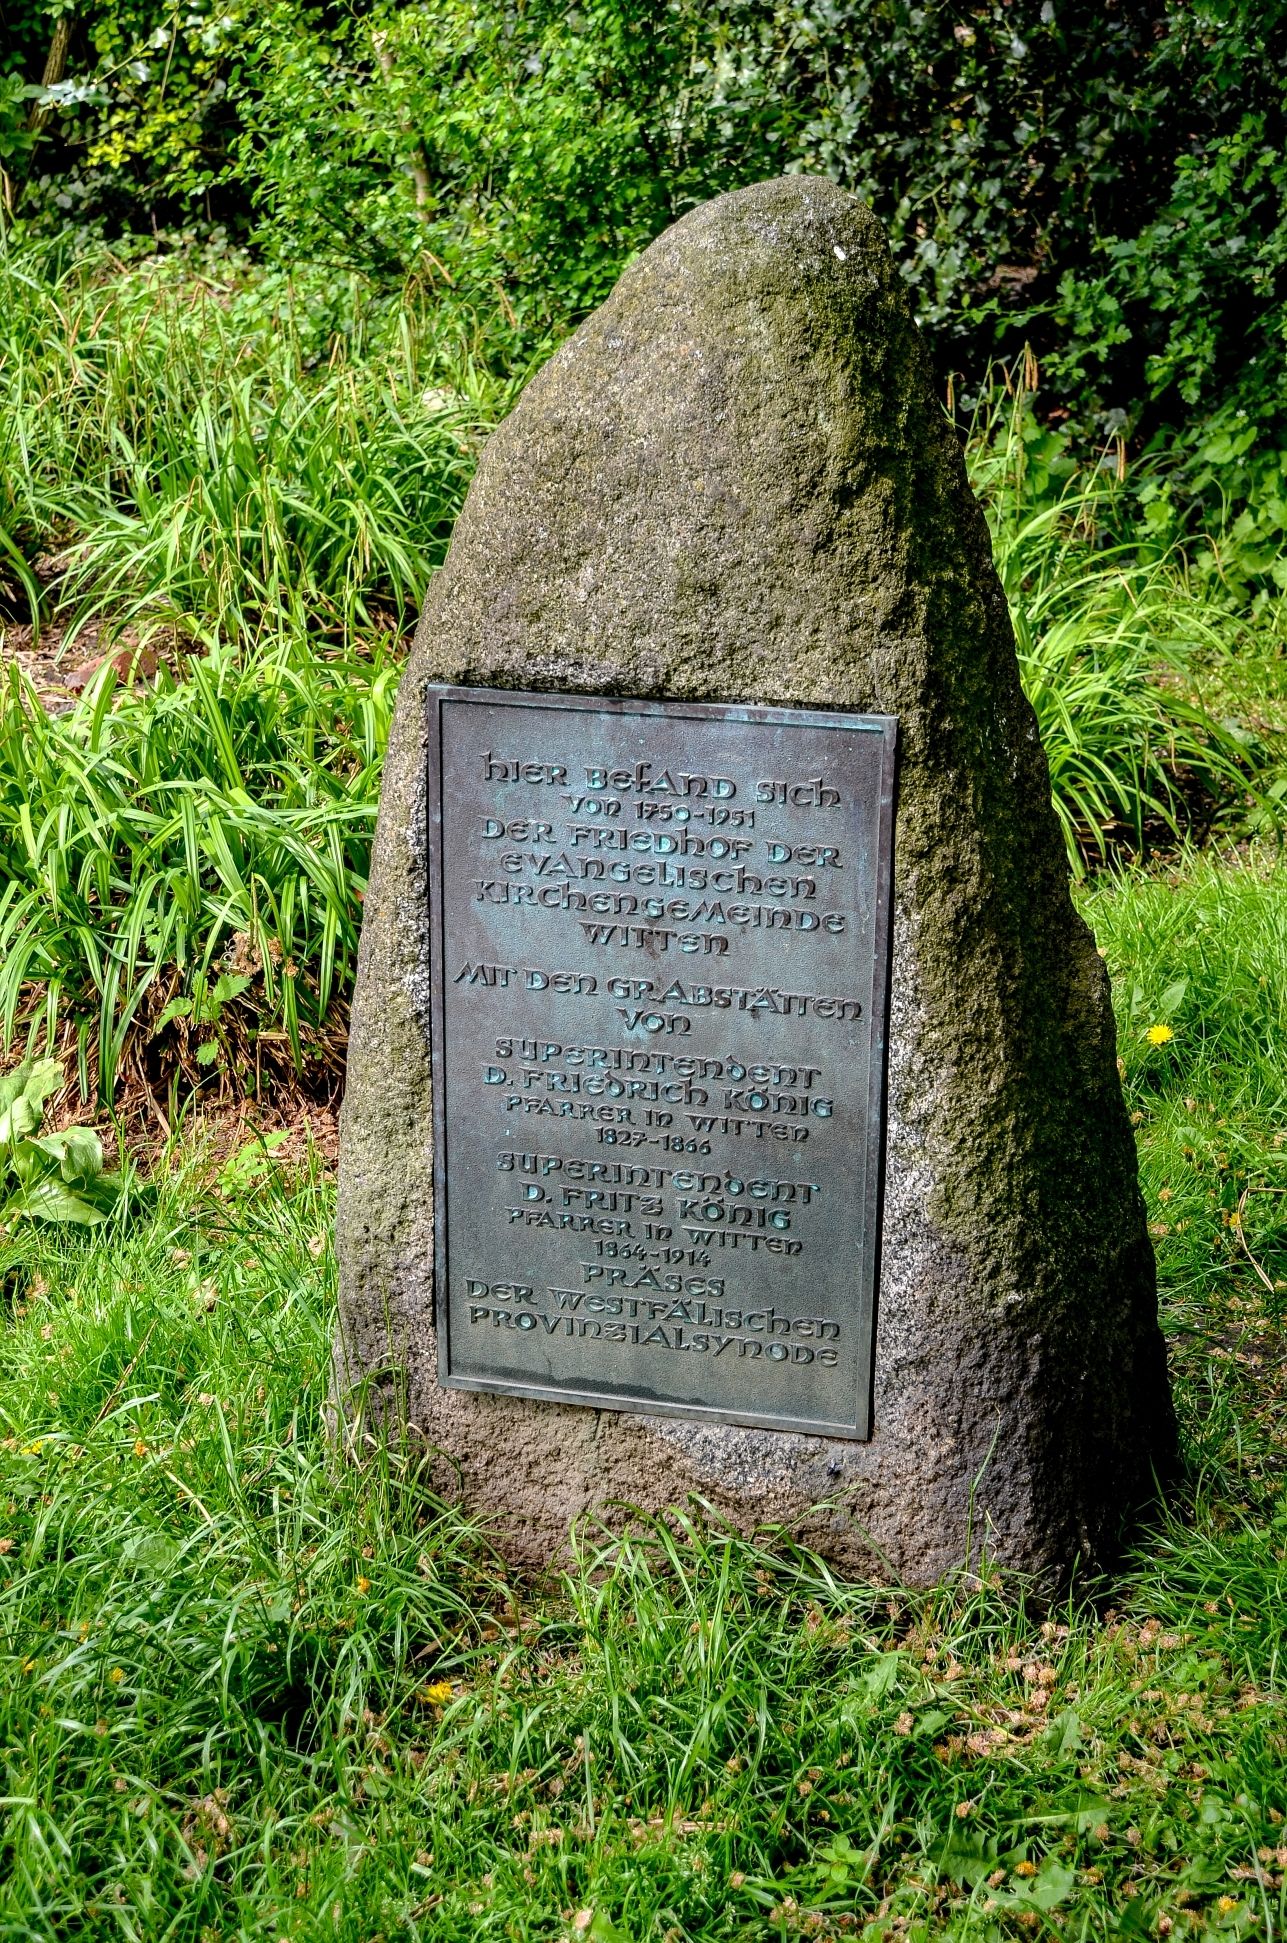 HIER BEFAND SICH
VON 1750-1951
DER FRIEDHOF DER
EVANGELISCHEN
KIRCHENGEMEINDE
WITTEN
MIT DEN GRABSTÄTTEN
VON
SUPERINTENDENT
D. FRIEDRICH KÖNIG
PFARRER IN WITTEN
1827-1866
SUPERINTENDENT
D. FRITZ KÖNIG
PFARRER IN WITTEN
1864-1914
PRÄSES
DER WESTFÄLISCHEN
PROVINZIALSYNODE